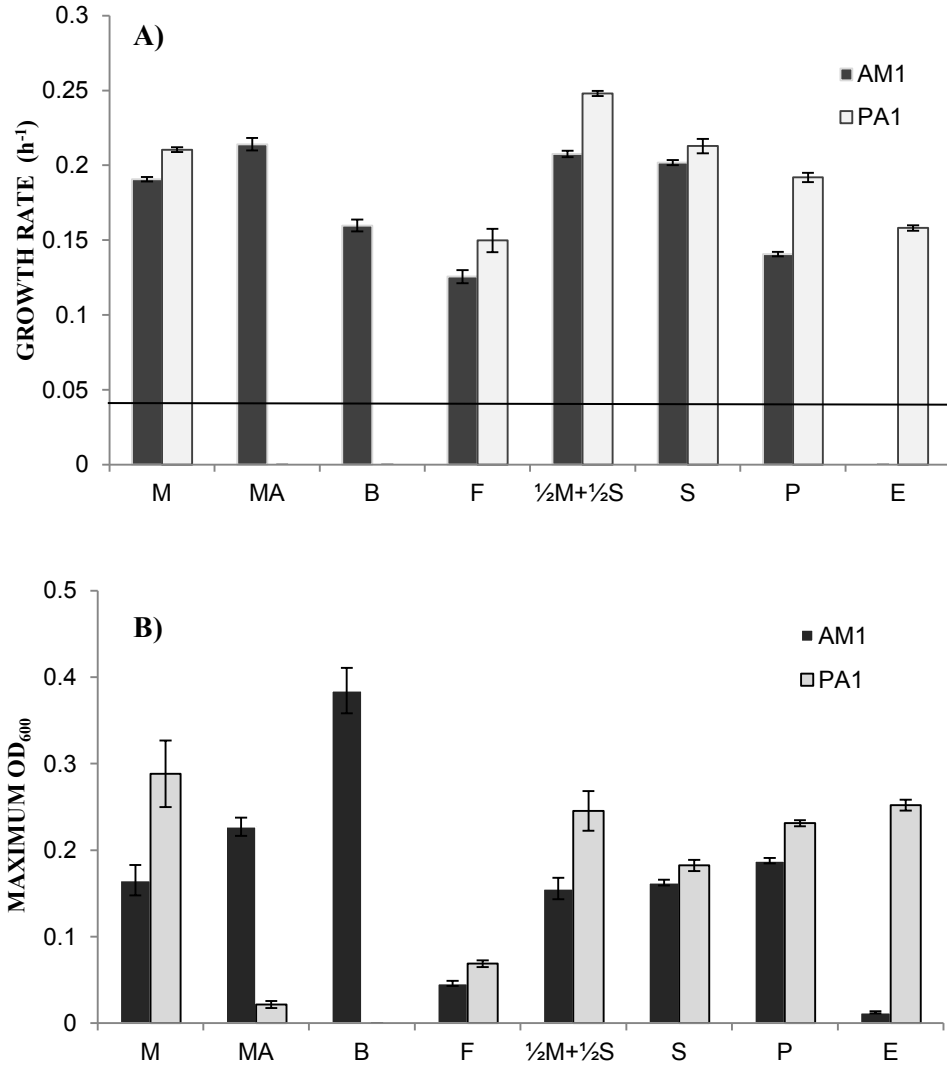 A)
GROWTH RATE (h⁻¹)
0.3
0.25
0.2
0.15
0.1
0.05
0
AM1
PA1
M MA B F ½M+½S S P E
B)
MAXIMUM OD₆₀₀
0.5
0.4
0.3
0.2
0.1
0
AM1
PA1
M MA B F ½M+½S S P E